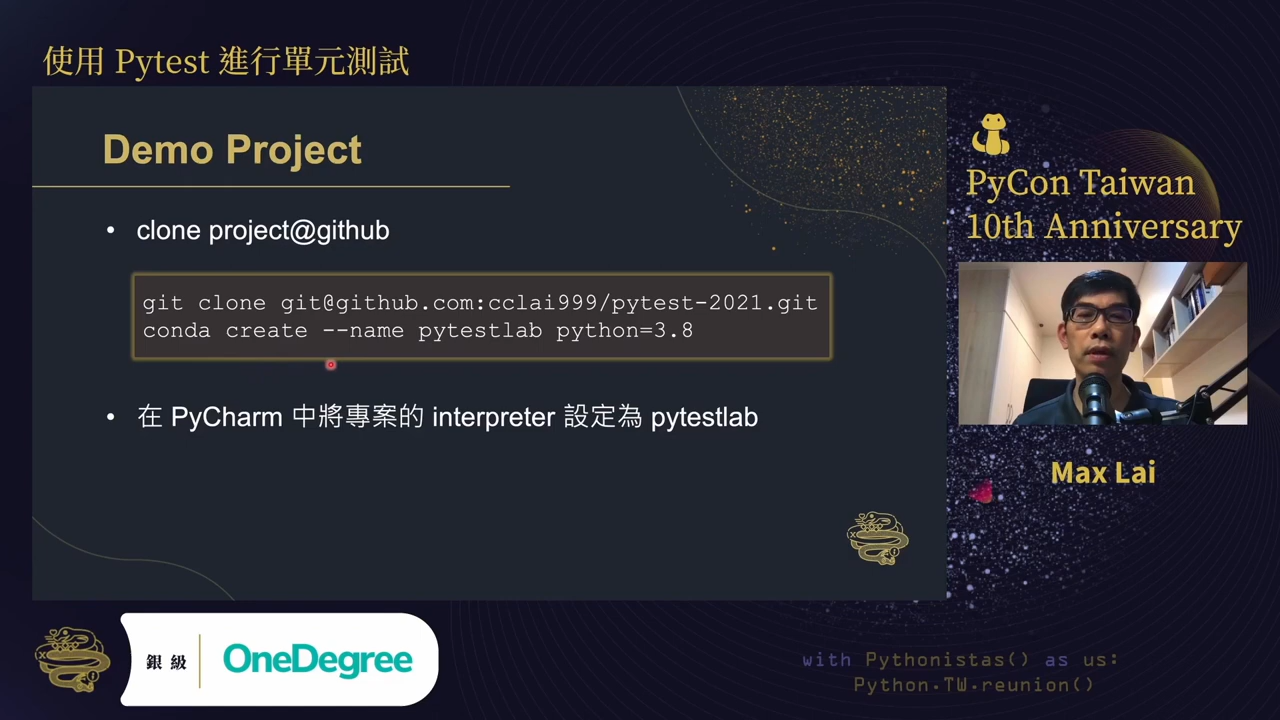 使用 Pytest 進行單元測試
Demo Project
• clone project@github
git clone git@github.com:cclai999/pytest-2021.git
conda create --name pytestlab python=3.8
• 在 PyCharm 中將專案的 interpreter 設定為 pytestlab
PyCon Taiwan
10th Anniversary
Max Lai
銀級
OneDegree
with Pythonistas() as us:
Python.TW.reunion()